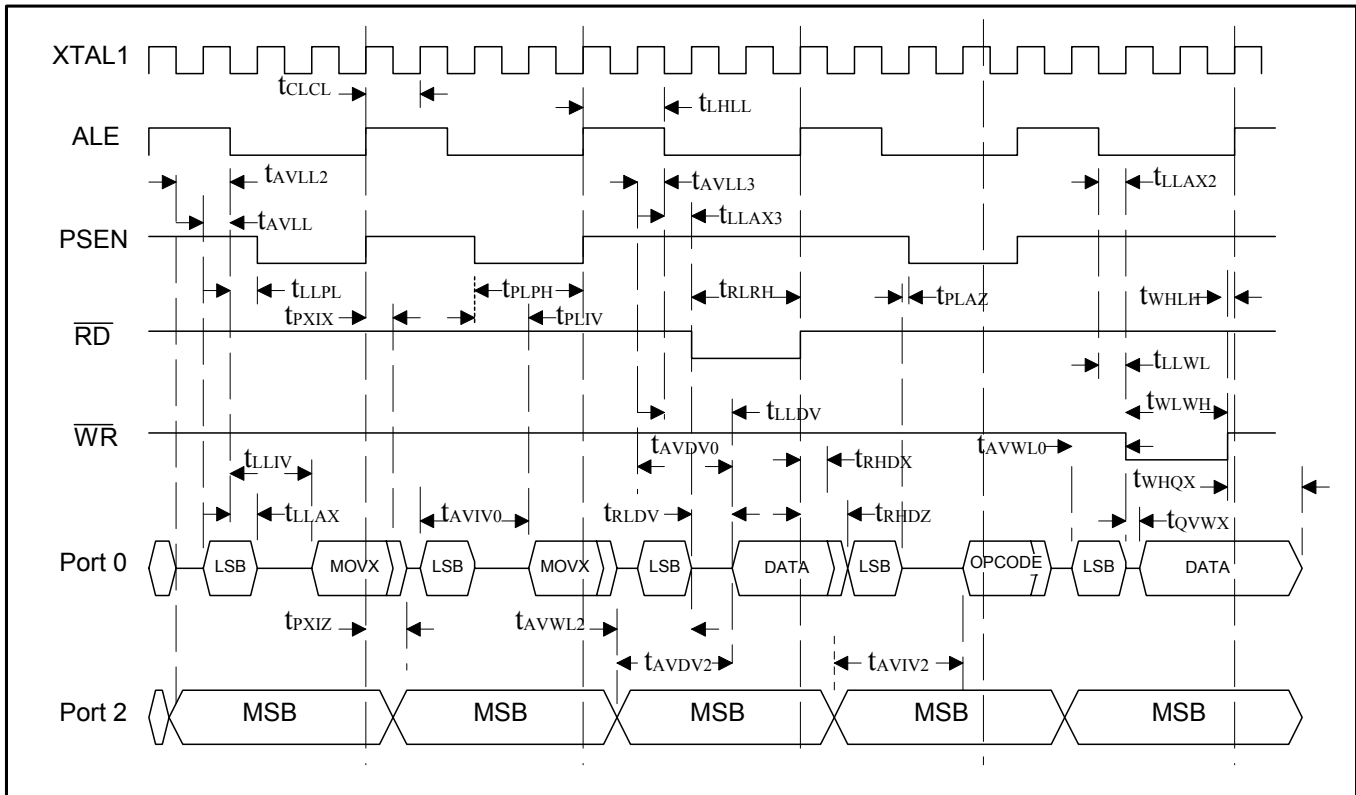 XTAL1
tCLCL
tLHLL
ALE
tAVLL2
tAVLL3
tLLAX2
tAVLL
tLLAX3
PSEN
tLLPL
tPLPH
tRLRH
tPLAZ
tWHLH
tPXIX
tPLIV
RD
tLLWL
tLLDV
tWLWH
WR
tAVDV0
tAVWL0
tLLIV
tRHDX
tWHQX
tLLAX
tAVIV0
tRLDV
tRHDZ
tQVWX
Port 0
LSB
MOVX
LSB
MOVX
LSB
DATA
LSB
OPCODE
LSB
DATA
tPXIZ
tAVWL2
tAVDV2
tAVIV2
Port 2
MSB
MSB
MSB
MSB
MSB